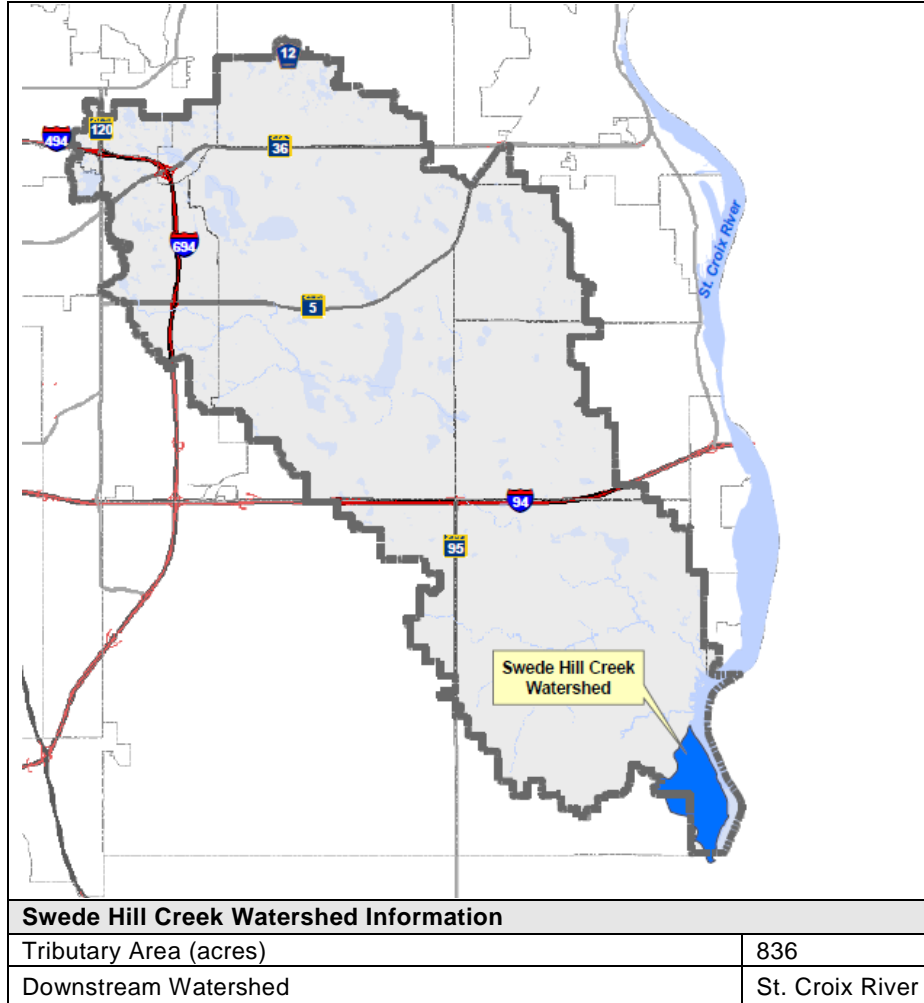 12
494
120
36
694
St. Croix River
5
94
95
Swede Hill Creek
Watershed
Swede Hill Creek Watershed Information
Tributary Area (acres) 836
Downstream Watershed St. Croix River